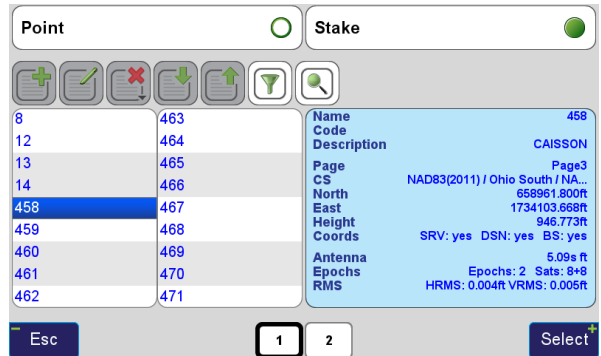 Point Stake
8 463
12 464
13 465
14 466
458 467
459 468
460 469
461 470
462 471
Name 458
Code
Description CAISSON
Page Page3
CS NAD83(2011) / Ohio South / NA...
North 658961.800ft
East 1734103.668ft
Height 946.773ft
Coords SRV: yes DSN: yes BS: yes
Antenna 5.09s ft
Epochs Epochs: 2 Sats: 8+8
RMS HRMS: 0.004ft VRMS: 0.005ft
Esc 1 2 Select